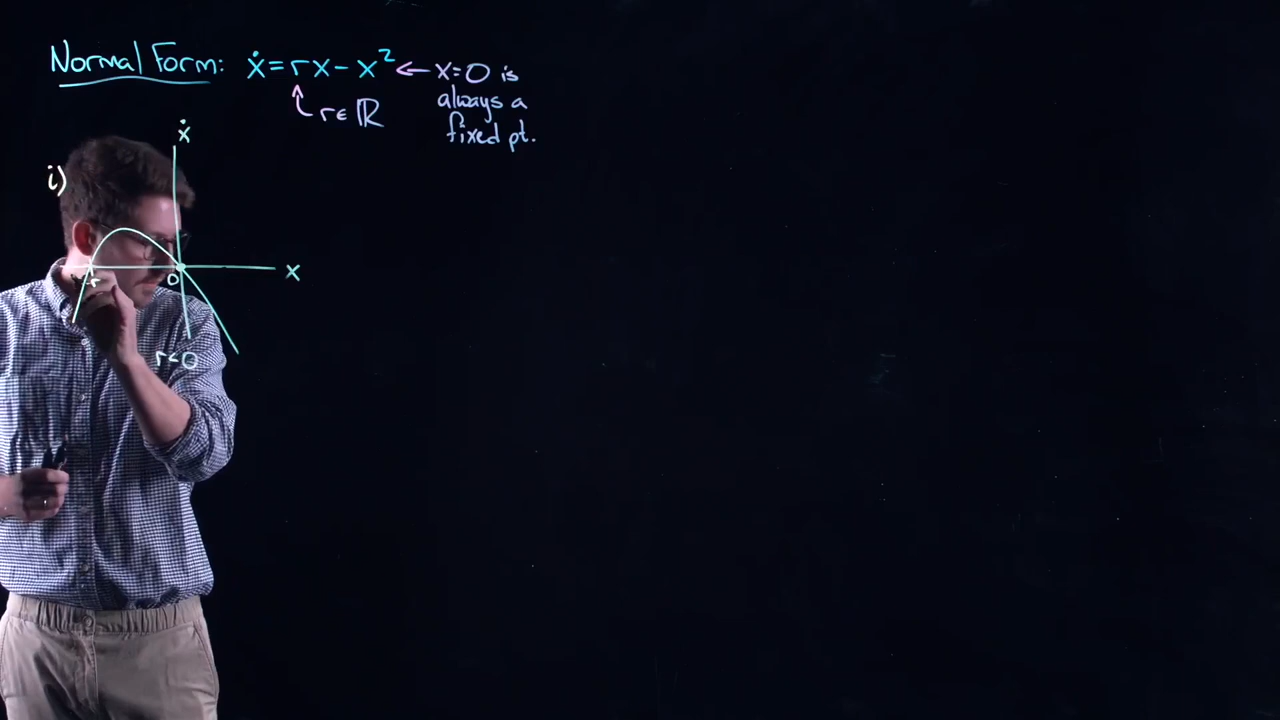 Normal Form: ẋ = rx - x² ← x=0 is
always a
fixed pt.
r ∈ ℝ
i)
ẋ
x
r
0
r<0